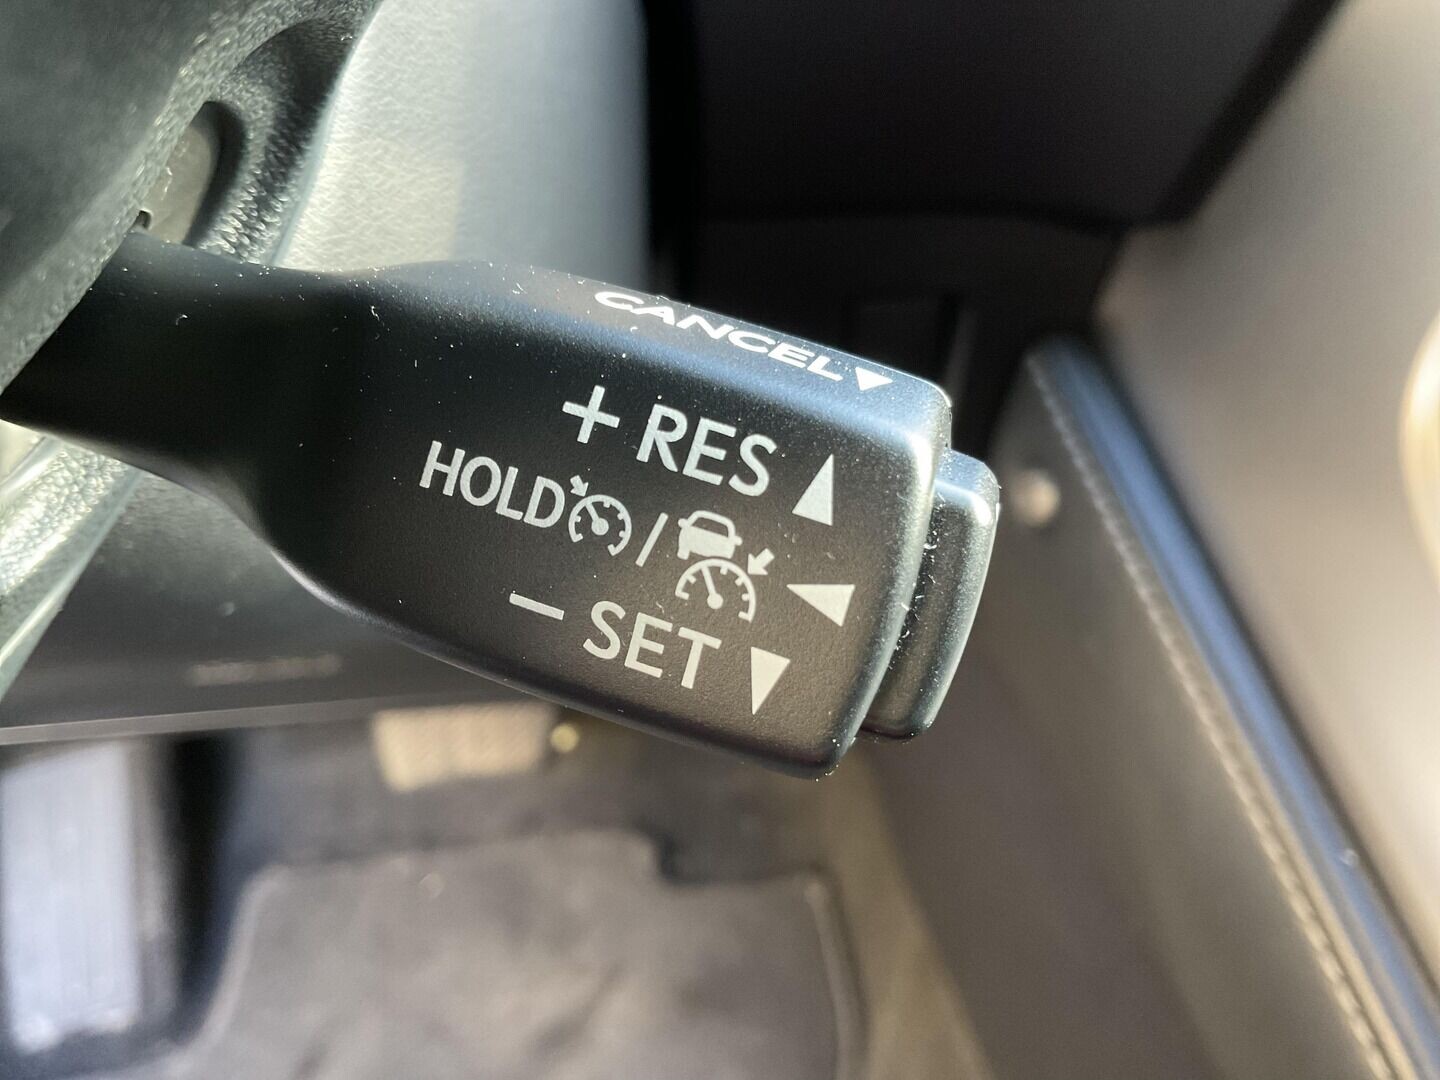 CANCEL
+ RES
HOLD /
− SET